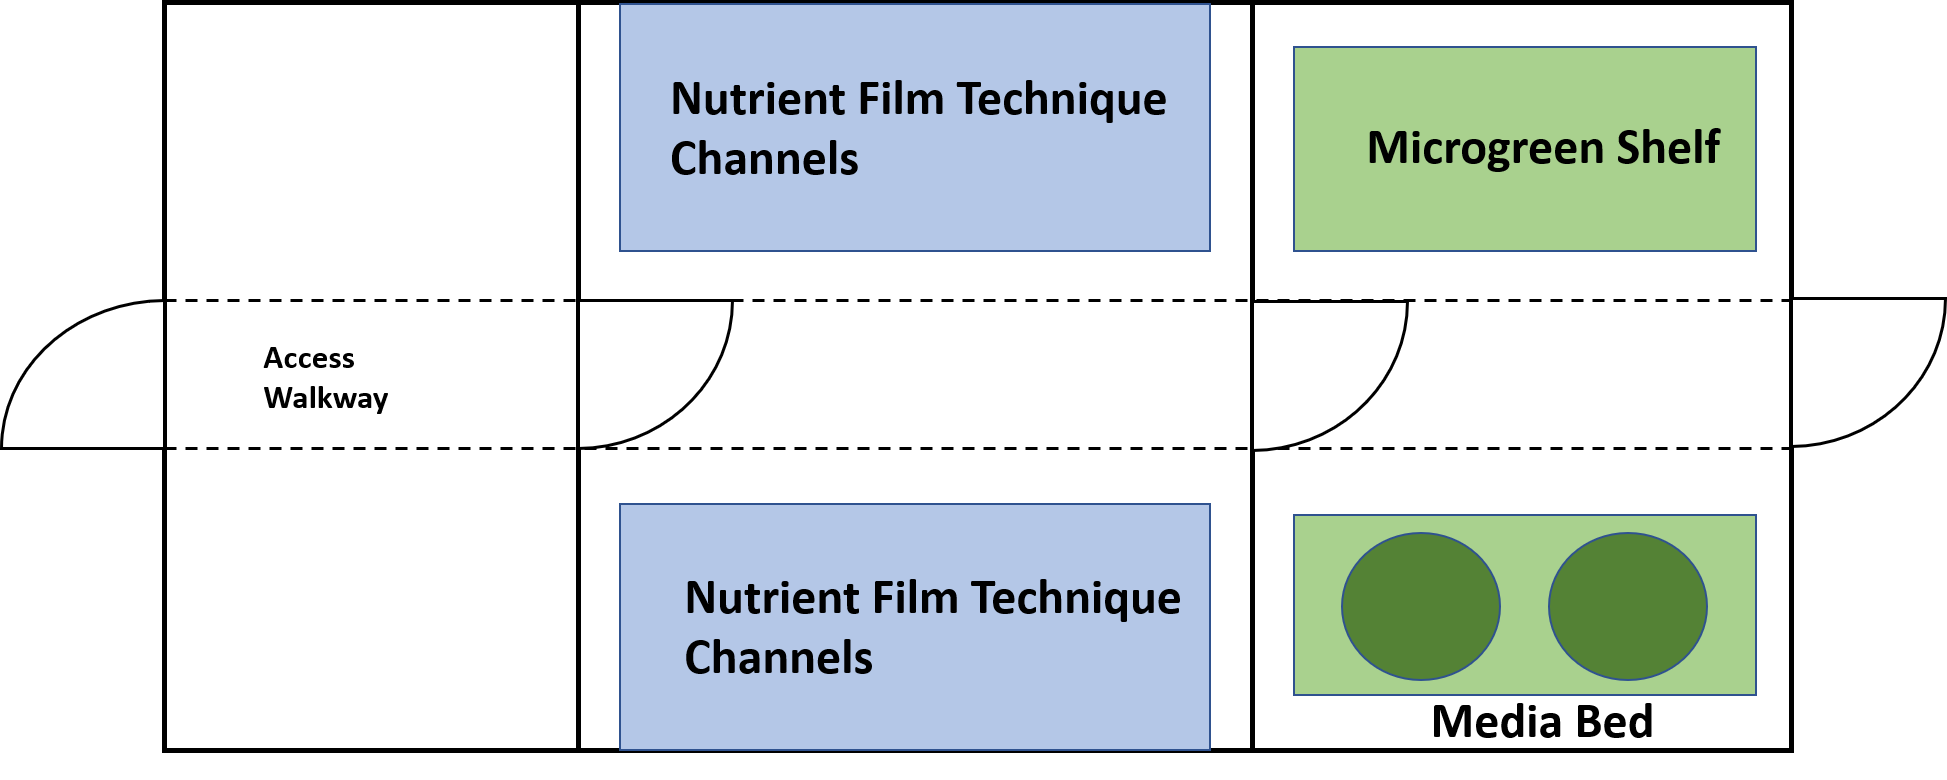 Nutrient Film Technique
Channels
Microgreen Shelf
Access
Walkway
Nutrient Film Technique
Channels
Media Bed